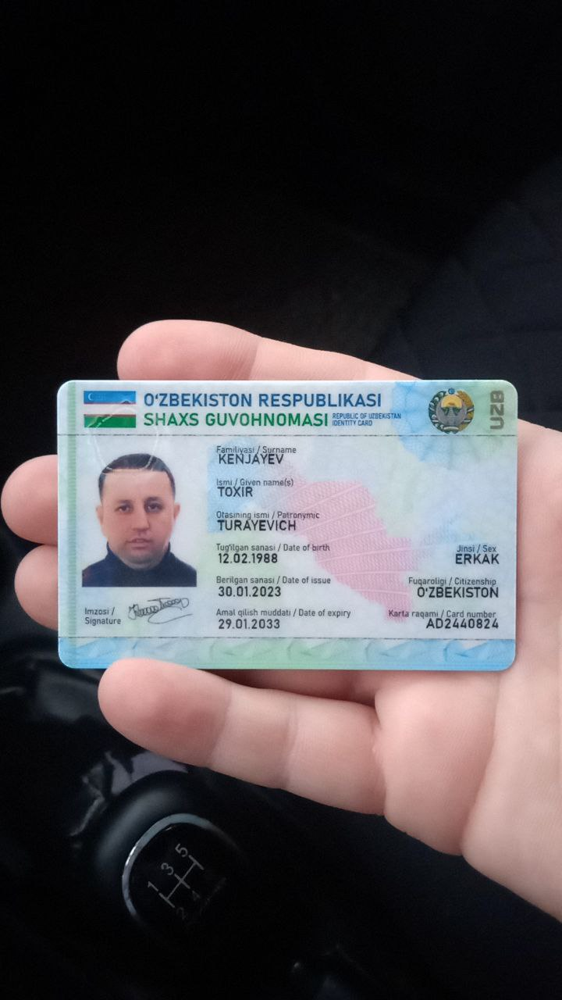 O'ZBEKISTON RESPUBLIKASI
SHAXS GUVOHNOMASI REPUBLIC OF UZBEKISTAN
IDENTITY CARD
UZB
Familiyasi / Surname
KENJAYEV
Ismi / Given name(s)
TOXIR
Otasining ismi / Patronymic
TURAYEVICH
Tug'ilgan sanasi / Date of birth
12.02.1988
Jinsi / Sex
ERKAK
Berilgan sanasi / Date of issue
30.01.2023
Fuqaroligi / Citizenship
O'ZBEKISTON
Imzosi /
Signature
Amal qilish muddati / Date of expiry
29.01.2033
Karta raqami / Card number
AD2440824
1 3 5
2 4